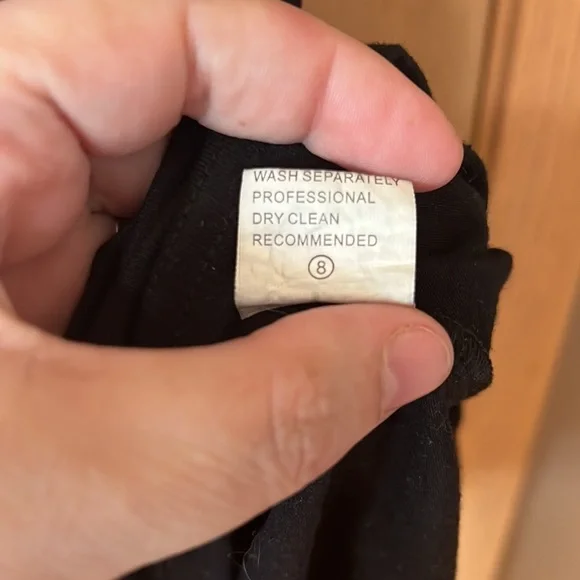 WASH SEPARATELY
PROFESSIONAL
DRY CLEAN
RECOMMENDED
8